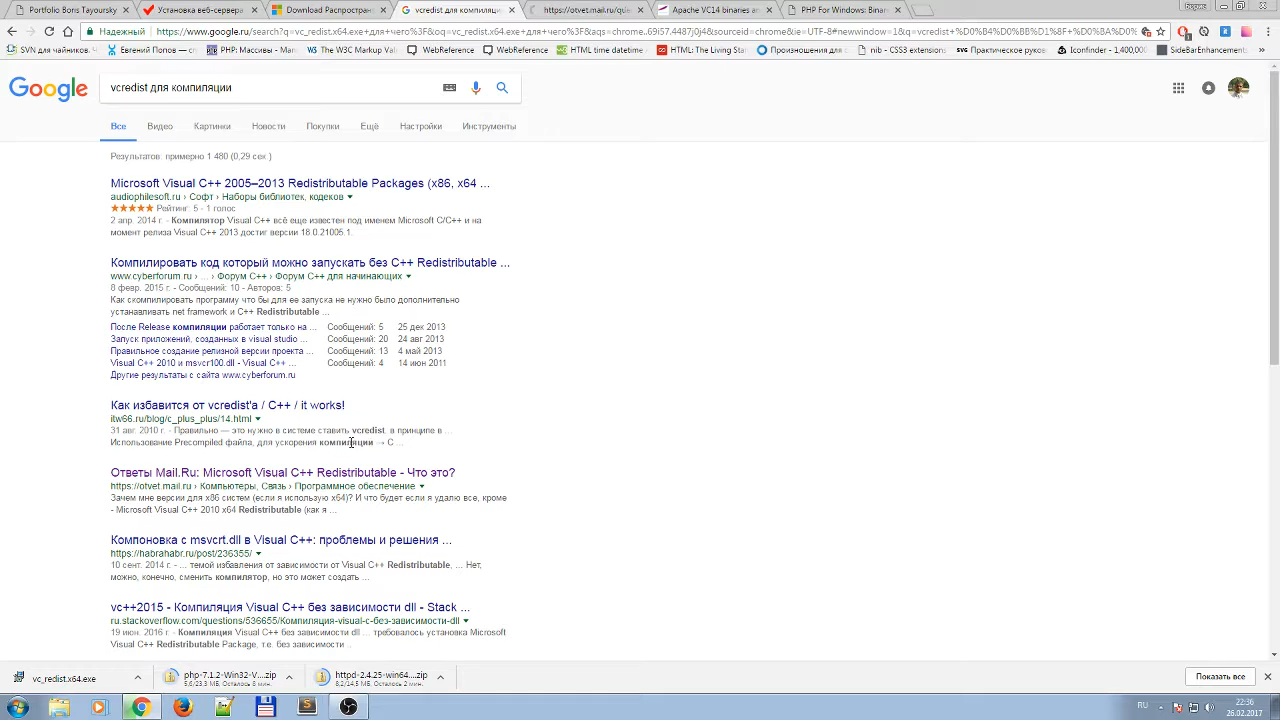 Portfolio Boris Tayoursky
Установка веб-сервера
Download Распростра
vcredist для компиляци
https://otvet.mail.ru/que
Apache VC14 binaries an
PHP For Windows: Binar
Надежный
https://www.google.ru/search?q=vc_redist.x64.exe+для+чего%3F&oq=vc_redist.x64.exe+для+чего%3F&aqs=chrome..69i57.4487j0j4&sourceid=chrome&ie=UTF-8#newwindow=1&q=vcredist+%D0%B4%D0%BB%D1%8F+%D0%BA%D0%
SVN для чайников. Ч
Евгений Попов —
PHP: Массивы - Man
The W3C Markup Vali
WebReference
WebReference
HTML time datetime
HTML: The Living Stan
Произношения для с
nib - CSS3 extensions
Практическое руков
Iconfinder - 1,400,000
SideBar Enhancement
Google
vcredist для компиляции
Все Видео Картинки Новости Покупки Ещё Настройки Инструменты
Результатов: примерно 1 480 (0,29 сек.)
Microsoft Visual C++ 2005–2013 Redistributable Packages (x86, x64 ...
audiophilesoft.ru › Софт › Наборы библиотек, кодеков
Рейтинг: 5 - 1 голос
2 апр. 2014 г. - Компилятор Visual C++ всё еще известен под именем Microsoft C/C++ и на
момент релиза Visual C++ 2013 достиг версии 18.0.21005.1.
Компилировать код который можно запускать без C++ Redistributable ...
www.cyberforum.ru › ... › Форум C++ › Форум C++ для начинающих
8 февр. 2015 г. - Сообщений: 10 - Авторов: 5
Как скомпилировать программу что бы для ее запуска не нужно было дополнительно
устанавливать net framework и C++ Redistributable ...
После Release компиляции работает только на ... Сообщений: 5 25 дек 2013
Запуск приложений, созданных в visual studio ... Сообщений: 20 24 авг 2013
Правильное создание релизной версии проекта ... Сообщений: 13 4 май 2013
Visual C++ 2010 и msvcr100.dll - Visual C++ ... Сообщений: 4 14 июн 2011
Другие результаты с сайта www.cyberforum.ru
Как избавится от vcredist'а / C++ / it works!
itw66.ru/blog/c_plus_plus/14.html
31 авг. 2010 г. - Правильно — это нужно в системе ставить vcredist, в принципе в ...
Использование Precompiled файла, для ускорения компиляции → C ...
Ответы Mail.Ru: Microsoft Visual C++ Redistributable - Что это?
https://otvet.mail.ru › Компьютеры, Связь › Программное обеспечение
Зачем мне версии для x86 систем (если я использую x64)? И что будет если я удалю все, кроме
- Microsoft Visual C++ 2010 x64 Redistributable (как я ...
Компоновка с msvcrt.dll в Visual C++: проблемы и решения ...
https://habrahabr.ru/post/236355/
10 сент. 2014 г. - ... темой избавления от зависимости от Visual C++ Redistributable, ... Нет,
можно, конечно, сменить компилятор, но это может создать ...
vc++2015 - Компиляция Visual C++ без зависимости dll - Stack ...
ru.stackoverflow.com/questions/536655/Компиляция-visual-c-без-зависимости-dll
19 июн. 2016 г. - Компиляция Visual C++ без зависимости dll ... требовалось установка Microsoft
Visual C++ Redistributable Package, т.е. без зависимости ..
vc_redist.x64.exe
php-7.1.2-Win32-V....zip
httpd-2.4.25-win64....zip
Показать все
RU
22:36
26.02.2017